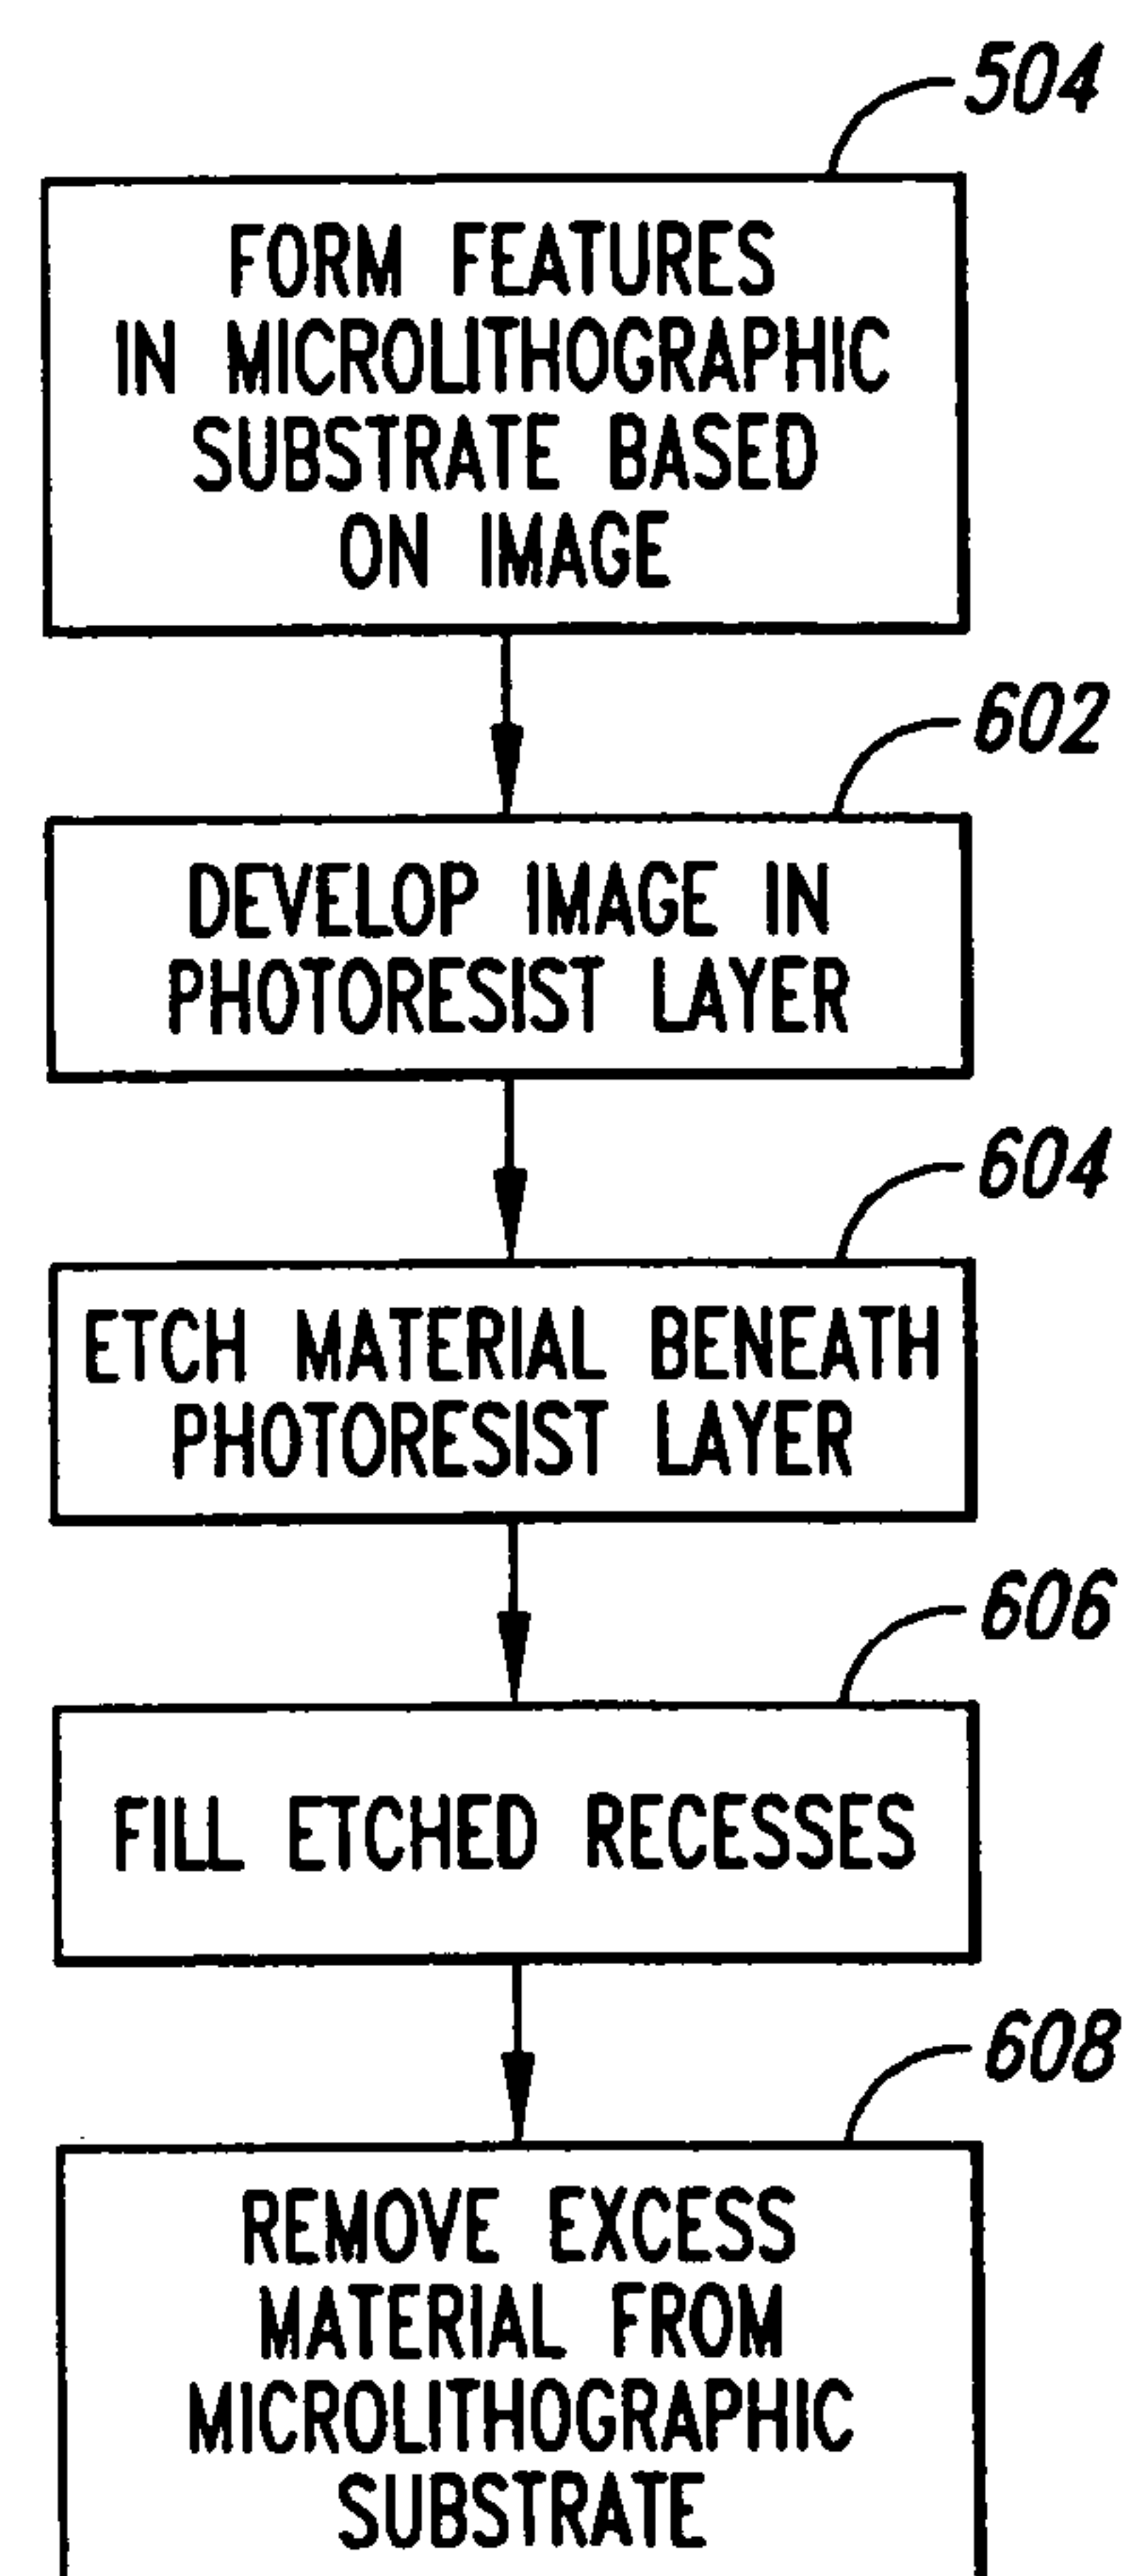 504
FORM FEATURES
IN MICROLITHOGRAPHIC
SUBSTRATE BASED
ON IMAGE
602
DEVELOP IMAGE IN
PHOTORESIST LAYER
604
ETCH MATERIAL BENEATH
PHOTORESIST LAYER
606
FILL ETCHED RECESSES
608
REMOVE EXCESS
MATERIAL FROM
MICROLITHOGRAPHIC
SUBSTRATE